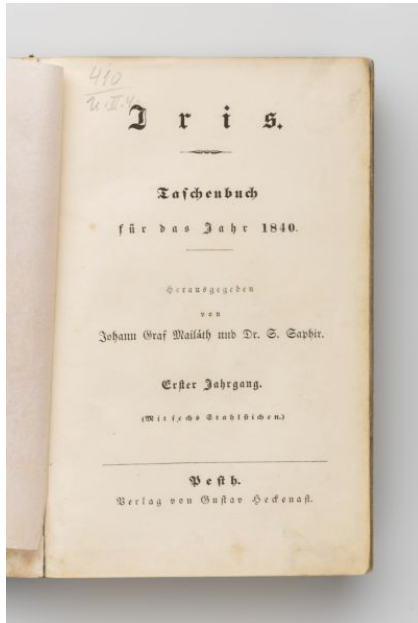 410
Iris.
Taschenbuch
für das Jahr 1840.
Herausgegeben
von
Johann Graf Mailáth und Dr. S. Saphir.
Erster Jahrgang.
(Mit sechs Stahlstichen.)
Pesth.
Verlag von Gustav Heckenast.